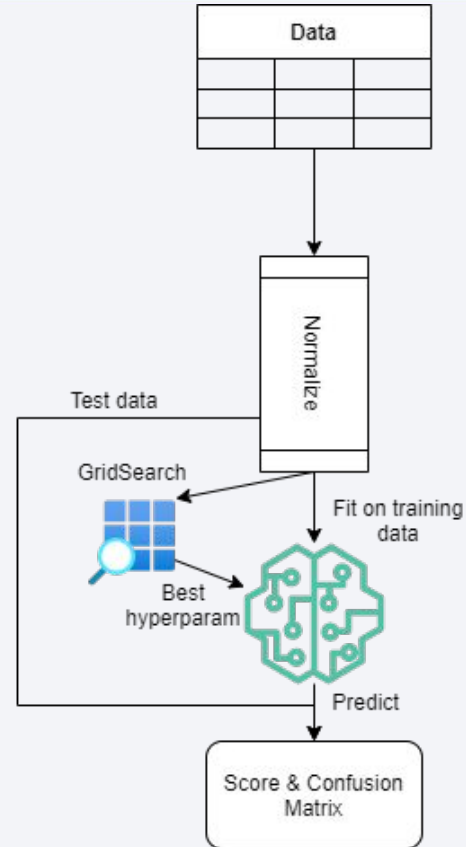 Data
Normalize
Test data
GridSearch
Fit on training
data
Best
hyperparam
Predict
Score & Confusion
Matrix